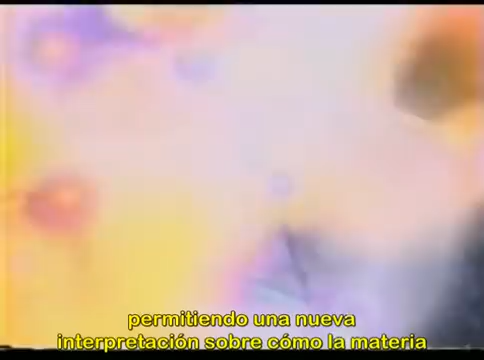 permitiendo una nueva
interpretación sobre cómo la materia